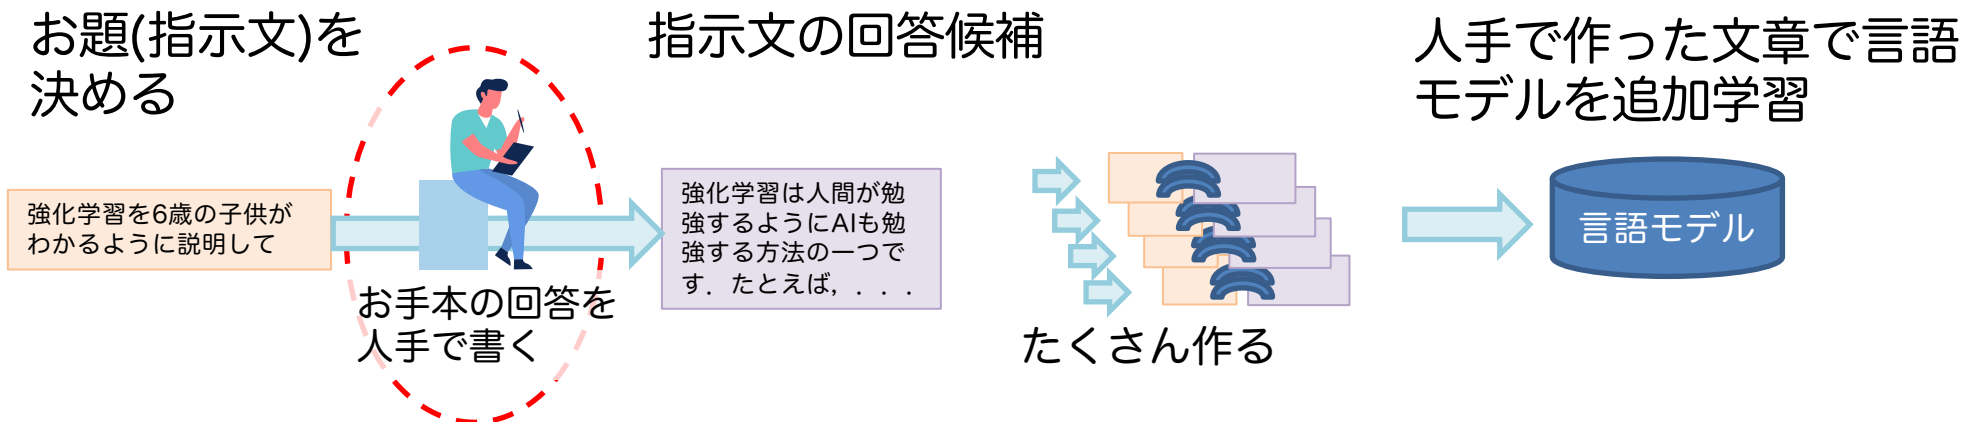 お題(指示文)を
決める
強化学習を6歳の子供が
わかるように説明して
お手本の回答を
人手で書く
指示文の回答候補
強化学習は人間が勉
強するようにAIも勉
強する方法の一つで
す．たとえば，．．．
たくさん作る
人手で作った文章で言語
モデルを追加学習
言語モデル